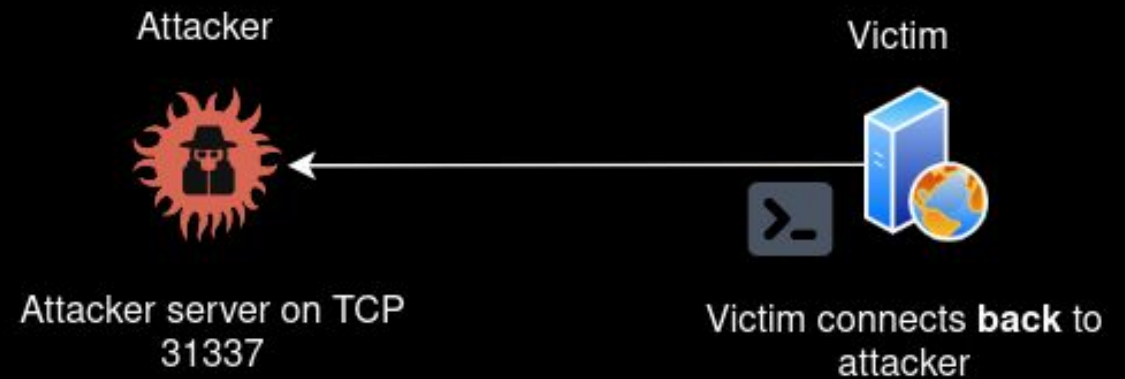 Attacker
Victim
Attacker server on TCP
31337
Victim connects back to
attacker